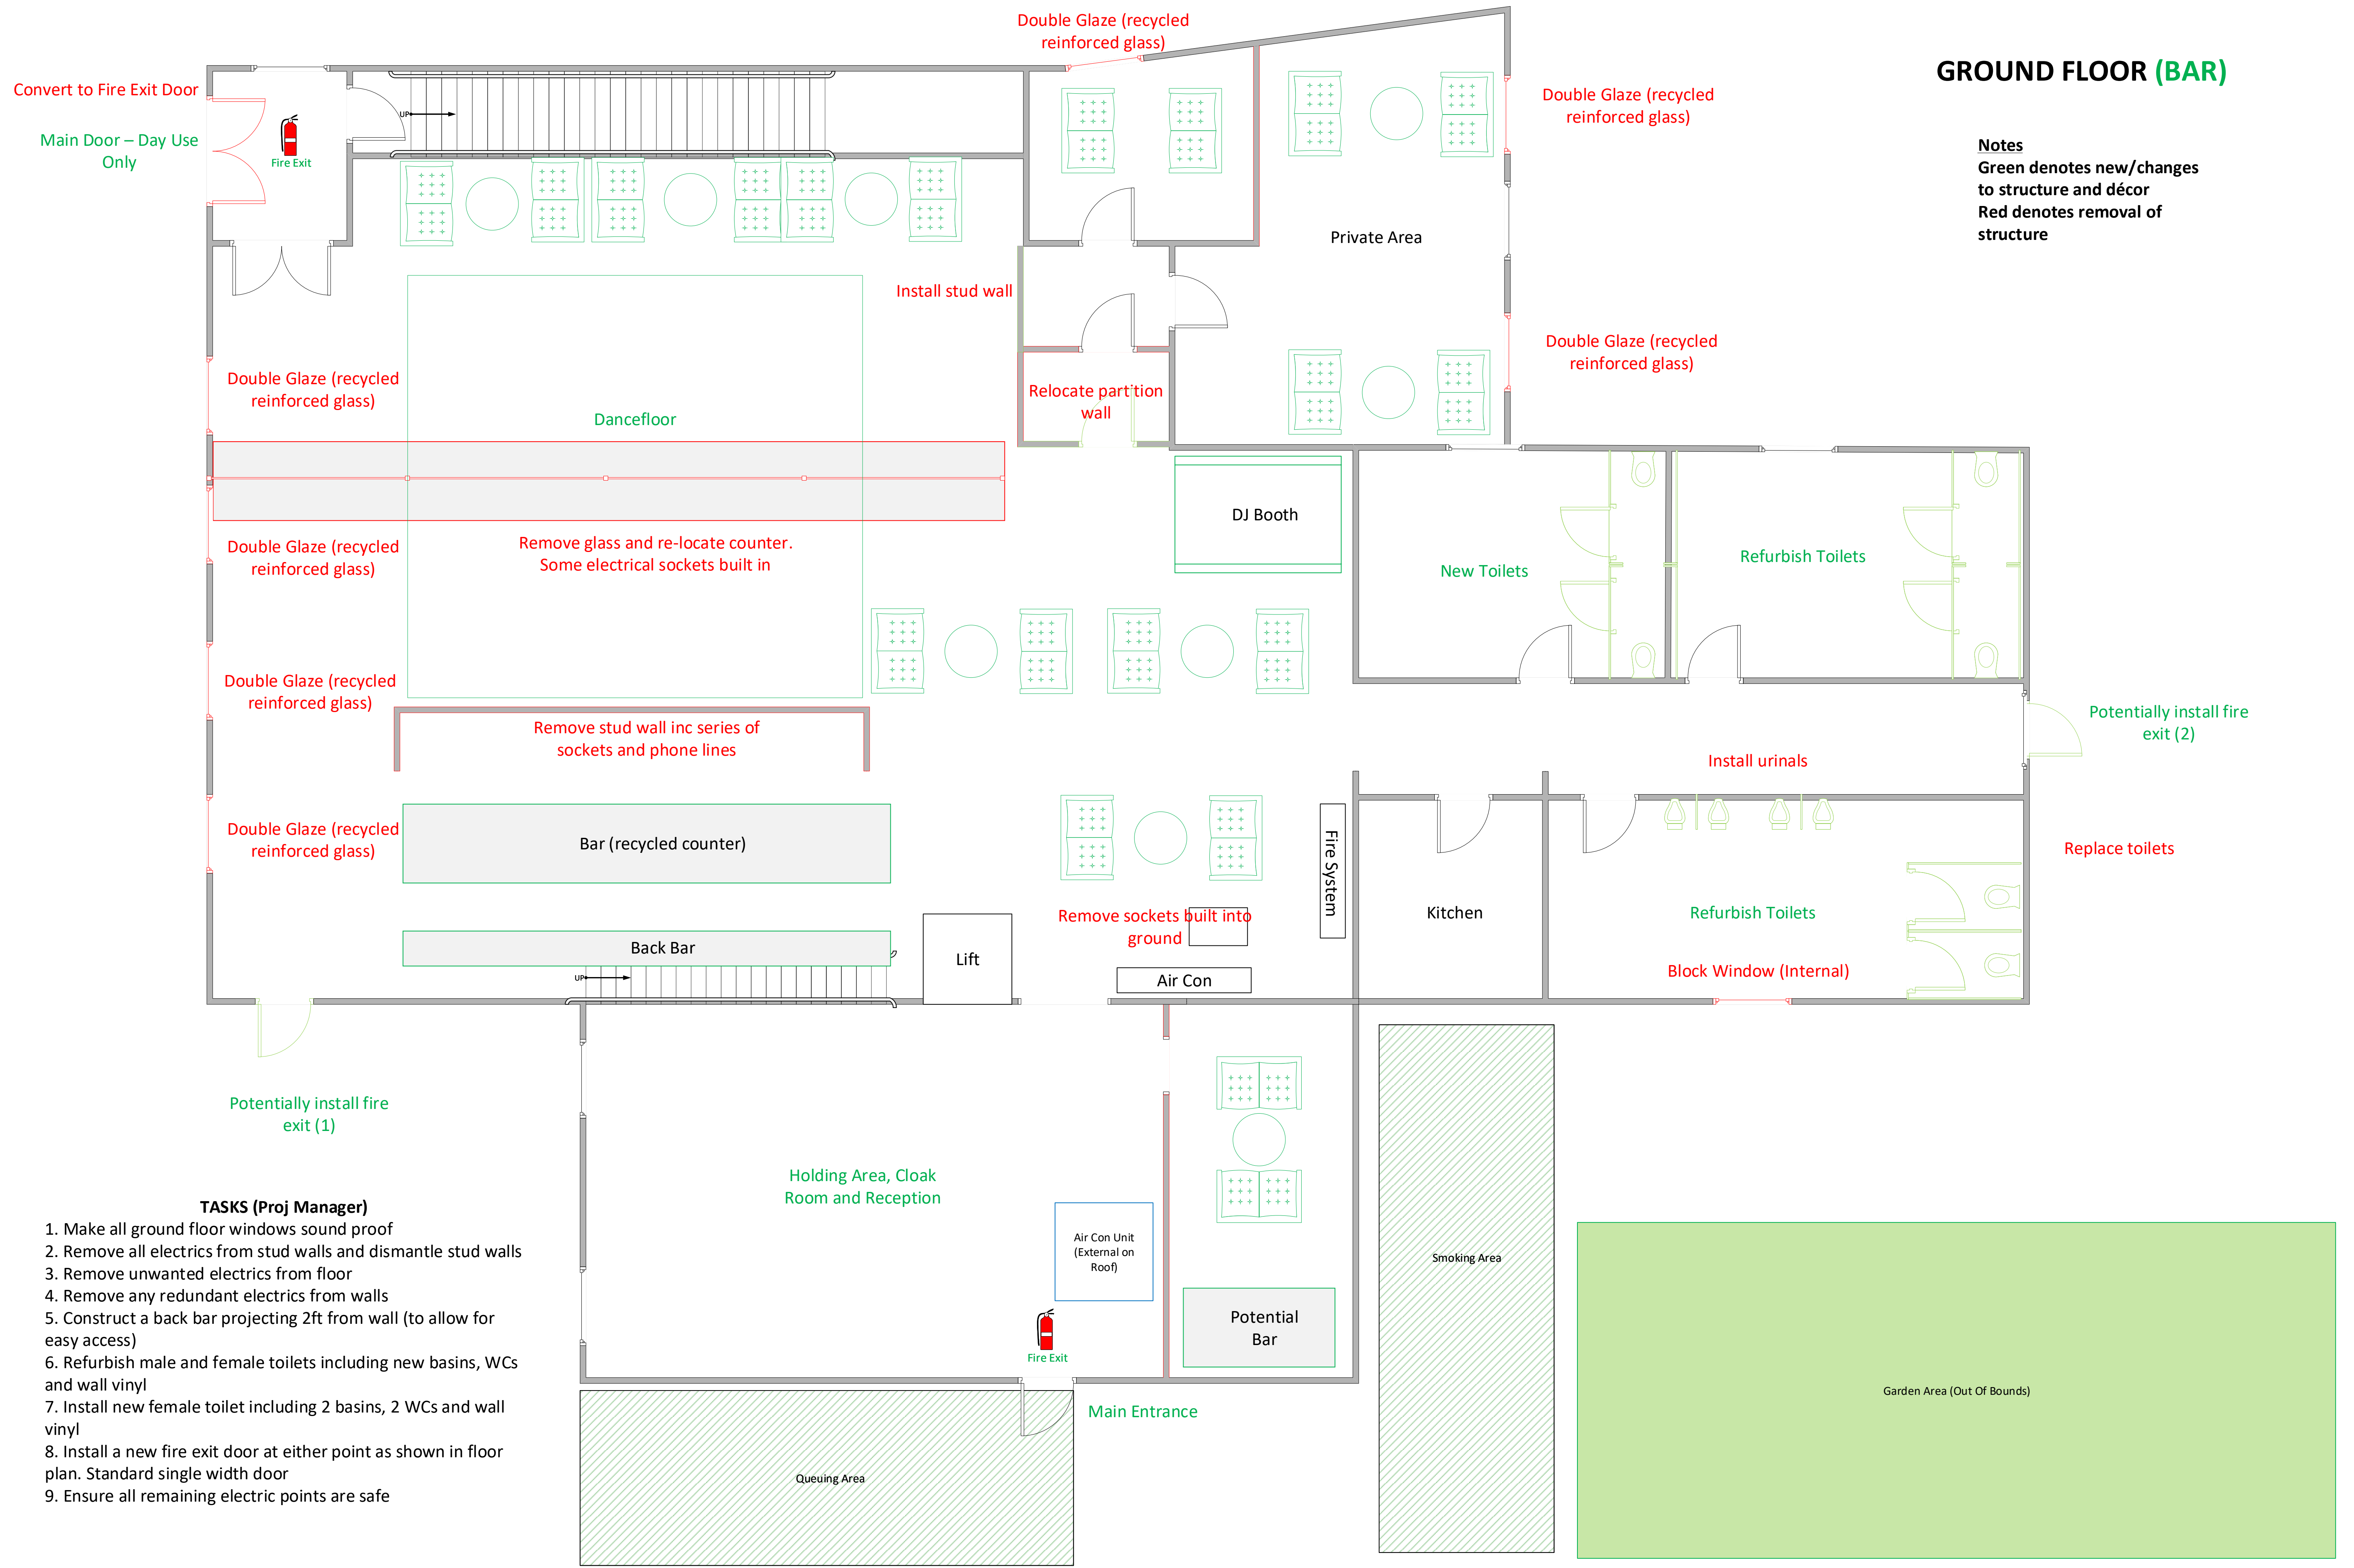 Double Glaze (recycled
reinforced glass)
GROUND FLOOR (BAR)
Convert to Fire Exit Door
Double Glaze (recycled
reinforced glass)
Main Door – Day Use
Only
Fire Exit
UP
Notes
Green denotes new/changes
to structure and décor
Red denotes removal of
structure
Private Area
Install stud wall
Double Glaze (recycled
reinforced glass)
Double Glaze (recycled
reinforced glass)
Relocate partition
wall
Dancefloor
DJ Booth
Remove glass and re-locate counter.
Some electrical sockets built in
Double Glaze (recycled
reinforced glass)
New Toilets
Refurbish Toilets
Double Glaze (recycled
reinforced glass)
Remove stud wall inc series of
sockets and phone lines
Potentially install fire
exit (2)
Install urinals
Double Glaze (recycled
reinforced glass)
Bar (recycled counter)
Fire System
Replace toilets
Remove sockets built into
ground
Kitchen
Refurbish Toilets
Back Bar
Lift
UP
Air Con
Block Window (Internal)
Potentially install fire
exit (1)
Holding Area, Cloak
Room and Reception
Air Con Unit
(External on
Roof)
Smoking Area
Potential
Bar
Fire Exit
Main Entrance
Garden Area (Out Of Bounds)
Queuing Area
TASKS (Proj Manager)
1. Make all ground floor windows sound proof
2. Remove all electrics from stud walls and dismantle stud walls
3. Remove unwanted electrics from floor
4. Remove any redundant electrics from walls
5. Construct a back bar projecting 2ft from wall (to allow for
easy access)
6. Refurbish male and female toilets including new basins, WCs
and wall vinyl
7. Install new female toilet including 2 basins, 2 WCs and wall
vinyl
8. Install a new fire exit door at either point as shown in floor
plan. Standard single width door
9. Ensure all remaining electric points are safe